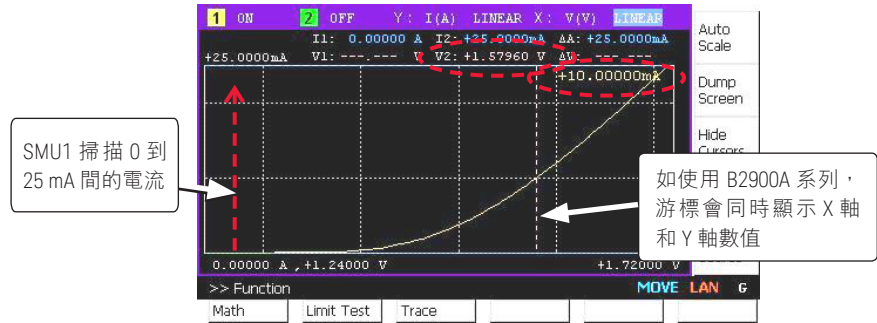 1 ON 2 OFF Y: I(A) LINEAR X: V(V) LINEAR
I1: 0.00000 A I2: +25.0000mA ΔA: +25.0000mA
+25.0000mA V1: ---.--- V V2: +1.57960 V ΔV: --- ---
+10.00000mA
Auto
Scale
Dump
Screen
Hide
Cursors
SMU1 掃描 0 到
25 mA 間的電流
如使用 B2900A 系列,
游標會同時顯示 X 軸
和 Y 軸數值
0.00000 A ,+1.24000 V +1.72000 V
>> Function MOVE LAN G
Math Limit Test Trace